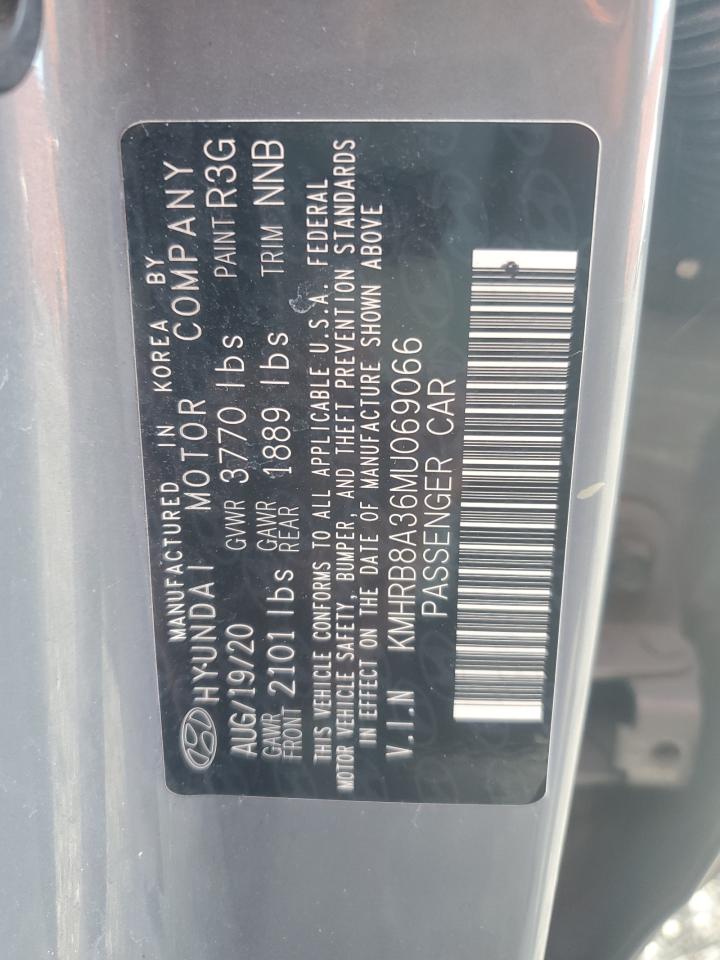 MANUFACTURED IN KOREA BY
HYUNDAI MOTOR COMPANY
AUG/19/20 GVWR 3770 lbs PAINT R3G
GAWR FRONT 2101 lbs GAWR REAR 1889 lbs TRIM NNB
THIS VEHICLE CONFORMS TO ALL APPLICABLE U.S.A. FEDERAL
MOTOR VEHICLE SAFETY, BUMPER, AND THEFT PREVENTION STANDARDS
IN EFFECT ON THE DATE OF MANUFACTURE SHOWN ABOVE
V.I.N KMHRB8A36MU069066
PASSENGER CAR